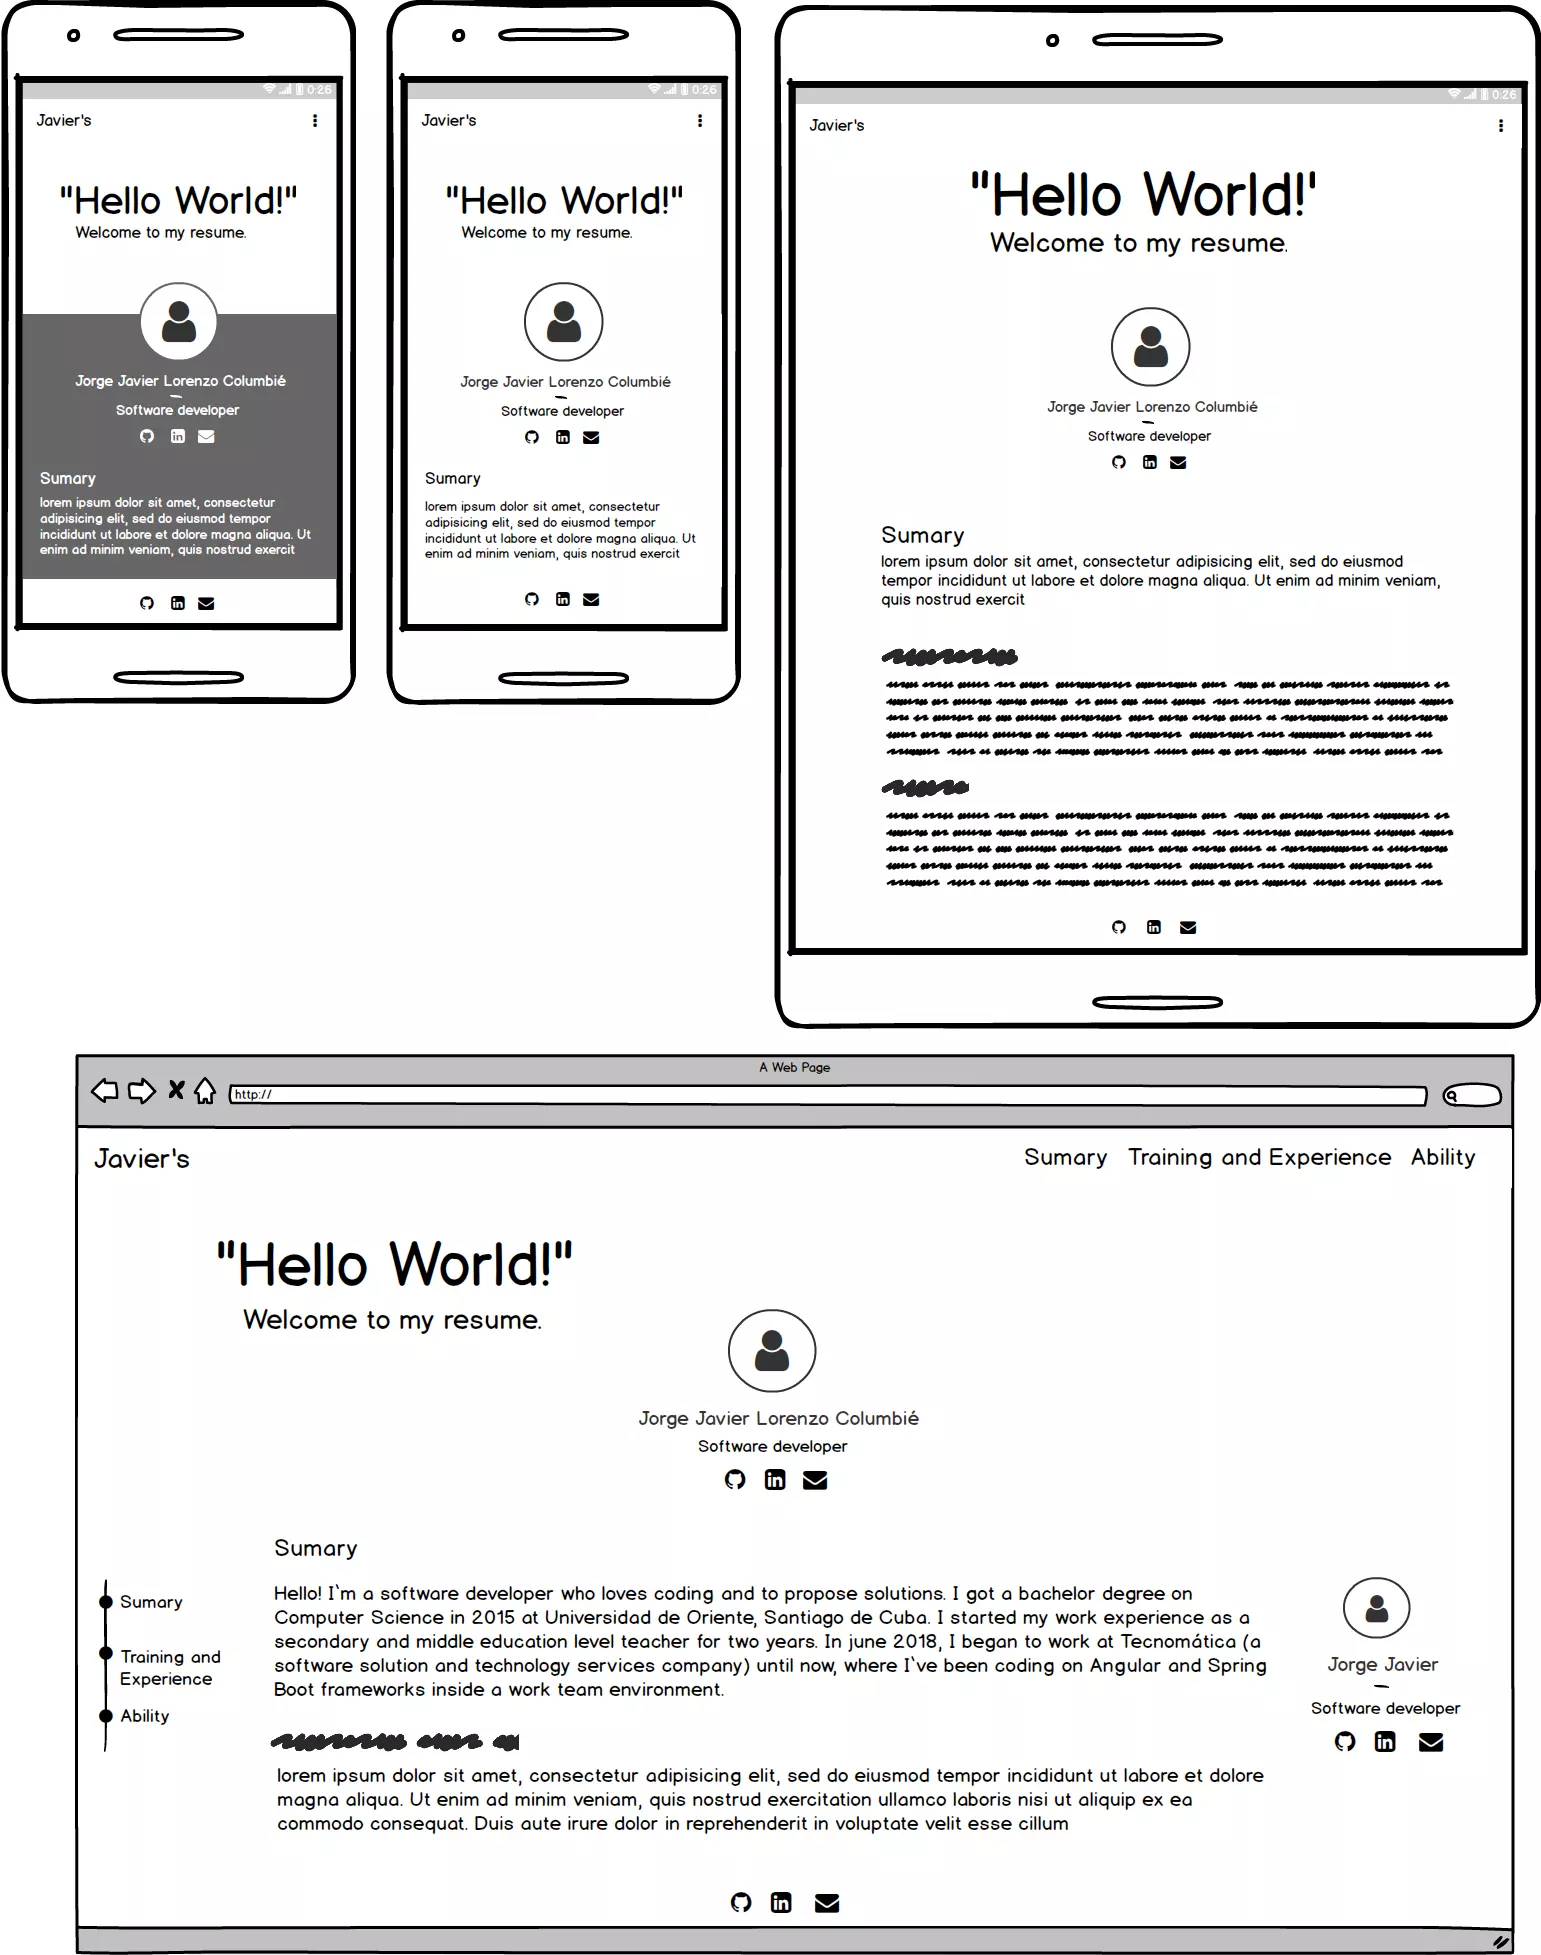 0:26
Javier's
"Hello World!"
Welcome to my resume.
Jorge Javier Lorenzo Columbié
Software developer
Sumary
lorem ipsum dolor sit amet, consectetur
adipisicing elit, sed do eiusmod tempor
incididunt ut labore et dolore magna aliqua. Ut
enim ad minim veniam, quis nostrud exercit
0:26
Javier's
"Hello World!"
Welcome to my resume.
Jorge Javier Lorenzo Columbié
Software developer
Sumary
lorem ipsum dolor sit amet, consectetur
adipisicing elit, sed do eiusmod tempor
incididunt ut labore et dolore magna aliqua. Ut
enim ad minim veniam, quis nostrud exercit
0:26
Javier's
"Hello World!'
Welcome to my resume.
Jorge Javier Lorenzo Columbié
Software developer
Sumary
lorem ipsum dolor sit amet, consectetur adipisicing elit, sed do eiusmod
tempor incididunt ut labore et dolore magna aliqua. Ut enim ad minim veniam,
quis nostrud exercit
A Web Page
http://
Javier's
Sumary Training and Experience Ability
"Hello World!"
Welcome to my resume.
Jorge Javier Lorenzo Columbié
Software developer
Sumary
Training and
Experience
Ability
Sumary
Hello! I`m a software developer who loves coding and to propose solutions. I got a bachelor degree on
Computer Science in 2015 at Universidad de Oriente, Santiago de Cuba. I started my work experience as a
secondary and middle education level teacher for two years. In june 2018, I began to work at Tecnomática (a
software solution and technology services company) until now, where I`ve been coding on Angular and Spring
Boot frameworks inside a work team environment.
lorem ipsum dolor sit amet, consectetur adipisicing elit, sed do eiusmod tempor incididunt ut labore et dolore
magna aliqua. Ut enim ad minim veniam, quis nostrud exercitation ullamco laboris nisi ut aliquip ex ea
commodo consequat. Duis aute irure dolor in reprehenderit in voluptate velit esse cillum
Jorge Javier
Software developer